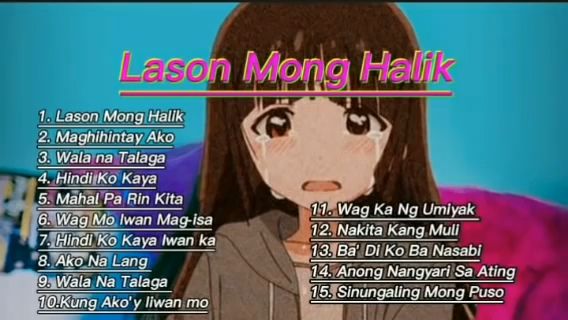 Lason Mong Halik
1. Lason Mong Halik
2. Maghihintay Ako
3. Wala na Talaga
4. Hindi Ko Kaya
5. Mahal Pa Rin Kita
6. Wag Mo Iwan Mag-isa
7. Hindi Ko Kaya Iwan ka
8. Ako Na Lang
9. Wala Na Talaga
10.Kung Ako'y Iiwan mo
11. Wag Ka Ng Umiyak
12. Nakita Kang Muli
13. Ba' Di Ko Ba Nasabi
14. Anong Nangyari Sa Ating
15. Sinungaling Mong Puso